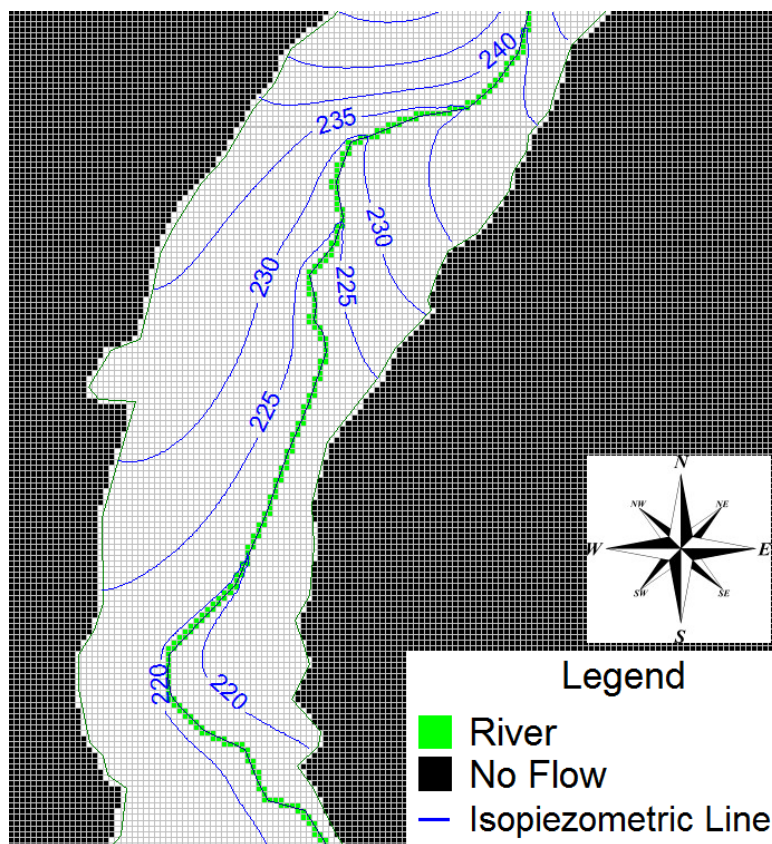 240
235
230
230
225
225
N
NW
NE
W
E
SW
SE
S
220
220
Legend
River
No Flow
Isopiezometric Line